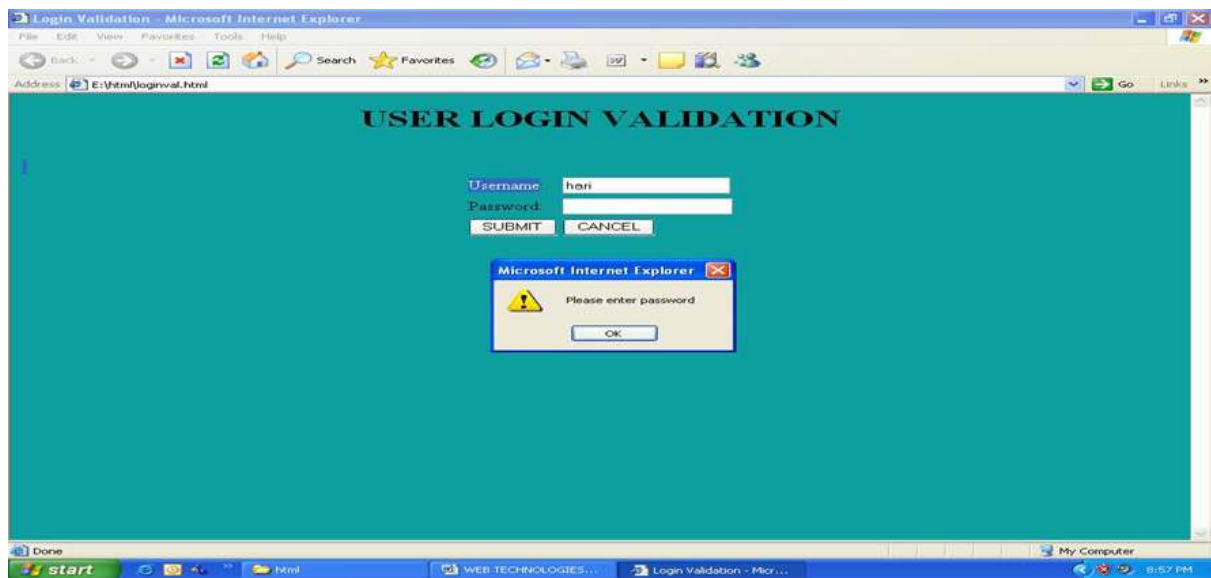 Login Validation - Microsoft Internet Explorer
File Edit View Favorites Tools Help
Back Search Favorites
Address E:\html\loginval.html Go Links »
USER LOGIN VALIDATION
Username hari
Password
SUBMIT CANCEL
Microsoft Internet Explorer
Please enter password
OK
Done My Computer
start » html WEB TECHNOLOGIES... Login Validation - Micr... 8:57 PM